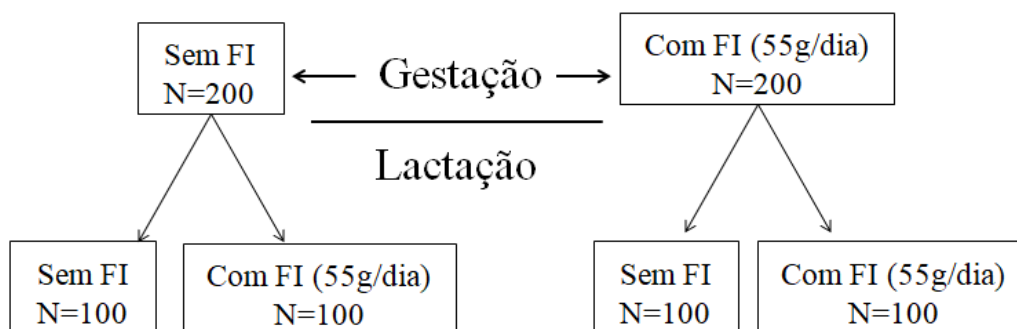 Sem FI
N=200
Gestação
Com FI (55g/dia)
N=200
Lactação
Sem FI
N=100
Com FI (55g/dia)
N=100
Sem FI
N=100
Com FI (55g/dia)
N=100